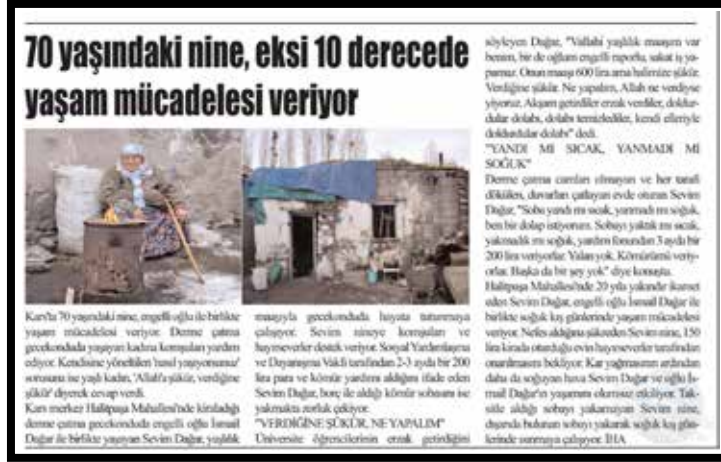 70 yaşındaki nine, eksi 10 derecede
yaşam mücadelesi veriyor
Kars'ta 70 yaşındaki nine, engelli oğlu ile birlikte
yaşam mücadelesi veriyor. Derme çatma
gecekonduda yaşayan kadına komşuları yardım
ediyor. Kendisine yöneltilen 'nasıl yaşıyorsunuz'
sorusuna ise yaşlı kadın, 'Allah'a şükür, verdiğine
şükür' diyerek cevap verdi.
Kars merkez Halitpaşa Mahallesi'nde kiraladığı
derme çatma gecekonduda engelli oğlu İsmail
Dağar ile birlikte yaşayan Sevim Dağar, yaşlılık
maaşıyla gecekonduda hayata tutunmaya
çalışıyor. Sevim nineye komşuları ve
hayırseverler destek veriyor. Sosyal Yardımlaşma
ve Dayanışma Vakfı tarafından 2-3 ayda bir 200
lira para ve kömür yardımı aldığını ifade eden
Sevim Dağar, borç ile aldığı kömür sobasını ise
yakmakta zorluk çekiyor.
"VERDİĞİNE ŞÜKÜR, NE YAPALIM"
Üniversite öğrencilerinin erzak getirdiğini
söyleyen Dağar, "Vallahi yaşlılık maaşım var
benim, bir de oğlum engelli raporlu, sakat iş ya-
pamaz. Onun maaşı 600 lira ama halimize şükür.
Verdiğine şükür. Ne yapalım, Allah ne verdiyse
yiyoruz. Akşam getirdiler erzak verdiler, doldur-
dular dolabı, dolabı temizlediler, kendi elleriyle
doldurdular dolabı" dedi.
"YANDI MI SICAK, YANMADI MI
SOĞUK"
Derme çatma camları olmayan ve her tarafı
dökülen, duvarları çatlayan evde oturan Sevim
Dağar, "Soba yandı mı sıcak, yanmadı mı soğuk,
ben bir dolap istiyorum. Sobayı yaktık mı sıcak,
yakmadık mı soğuk, yardım fonundan 3 ayda bir
200 lira veriyorlar. Yalan yok. Kömürümü veriy-
orlar. Başka da bir şey yok" diye konuştu.
Halitpaşa Mahallesi'nde 20 yıla yakındır ikamet
eden Sevim Dağar, engelli oğlu İsmail Dağar ile
birlikte soğuk kış günlerinde yaşam mücadelesi
veriyor. Nefes aldığına şükreden Sevim nine, 150
lira kirada oturduğu evin hayırseverler tarafından
onarılmasını bekliyor. Kar yağmasının ardından
daha da soğuyan hava Sevim Dağar ve oğlu İs-
mail Dağar'ın yaşamını olumsuz etkiliyor. Tak-
sitle aldığı sobayı yakamayan Sevim nine,
dışarıda bulunan sobayı yakarak soğuk kış gün-
lerinde ısınmaya çalışıyor. İHA